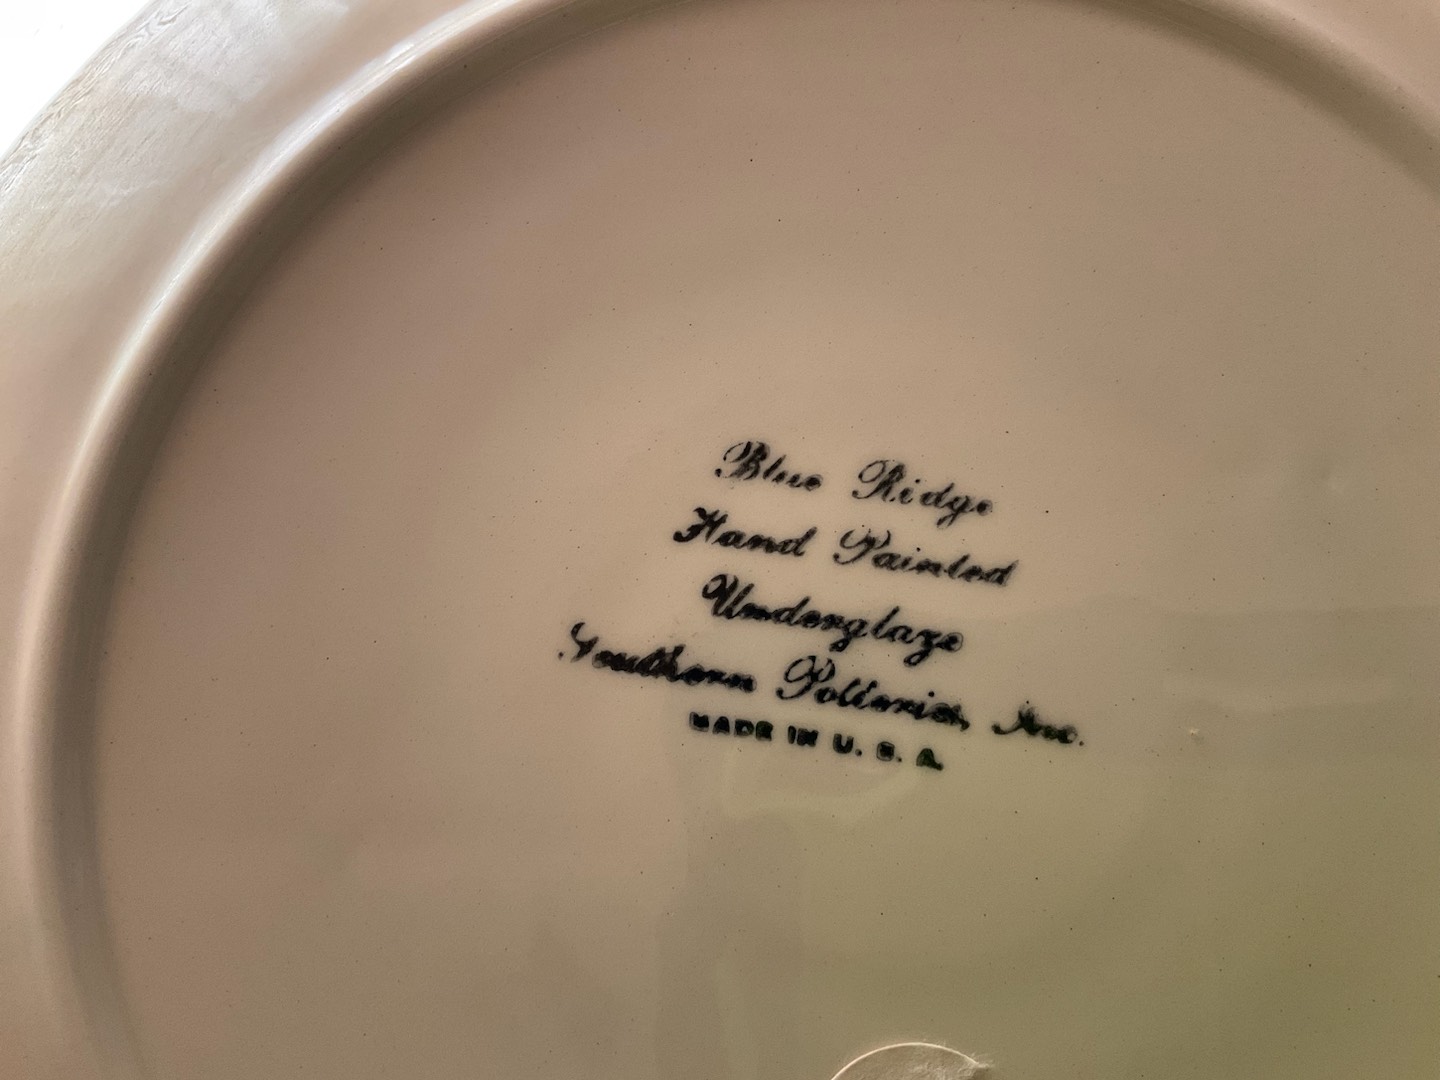 Blue Ridge
Hand Painted
Underglaze
Southern Potteries, Inc.
MADE IN U. S. A.